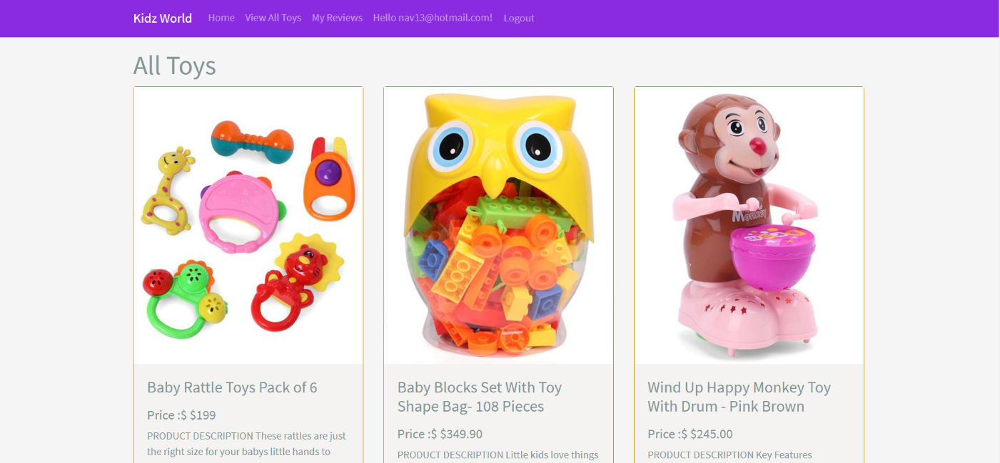 Kidz World Home View All Toys My Reviews Hello nav13@hotmail.com! Logout
All Toys
Monkey
Baby Rattle Toys Pack of 6
Price :$ $199
PRODUCT DESCRIPTION These rattles are just
the right size for your babys little hands to
Baby Blocks Set With Toy
Shape Bag- 108 Pieces
Price :$ $349.90
PRODUCT DESCRIPTION Little kids love things
Wind Up Happy Monkey Toy
With Drum - Pink Brown
Price :$ $245.00
PRODUCT DESCRIPTION Key Features